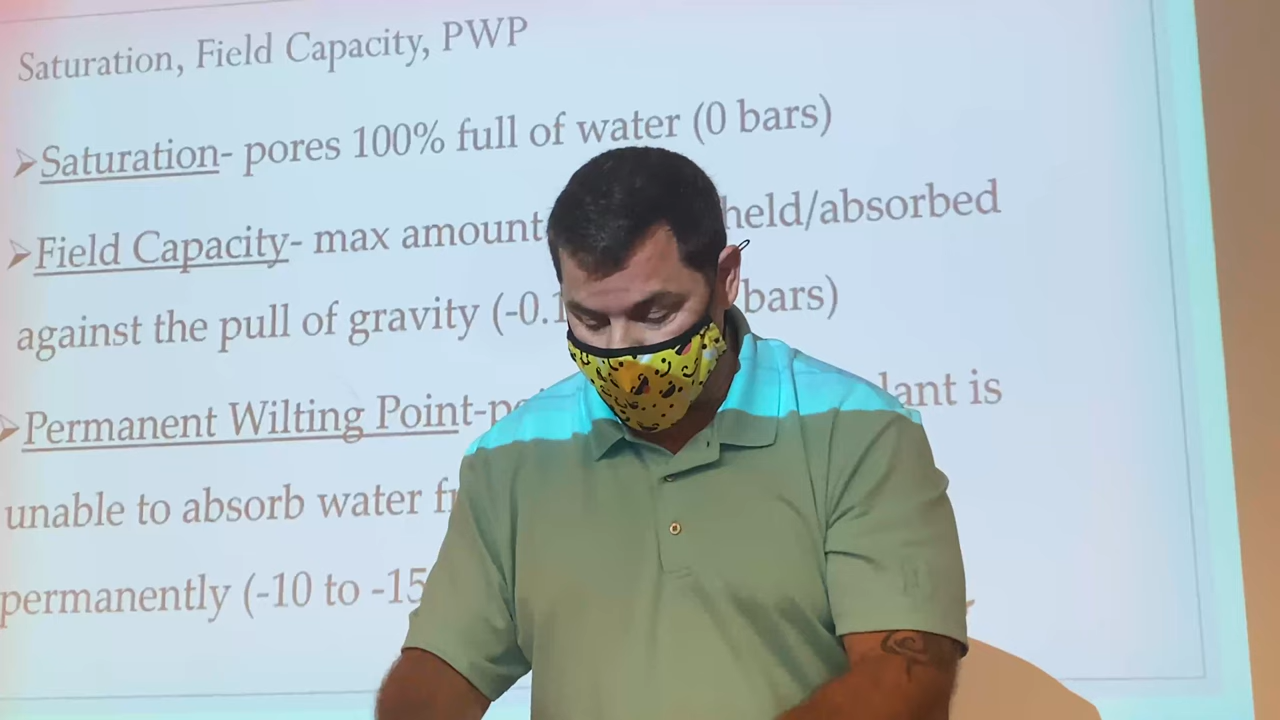 Saturation, Field Capacity, PWP
➢Saturation- pores 100% full of water (0 bars)
➢Field Capacity- max amount held/absorbed
against the pull of gravity (-0.1 bars)
➢Permanent Wilting Point- is
unable to absorb water
permanently (-10 to -15